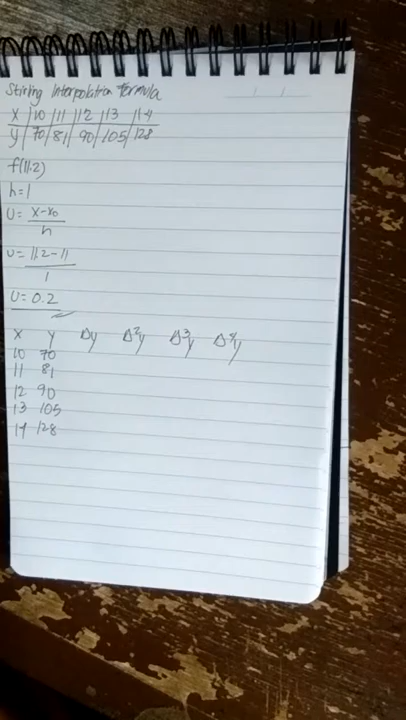 Stirling Interpolation formula
X | 10 | 11 | 12 | 13 | 14
y | 70 | 81 | 90 | 105 | 128
f(11.2)
h=1
U= x-x0
h
U= 11.2-11
1
U= 0.2
X y Δy Δ²y Δ³y Δ⁴y
10 70
11 81
12 90
13 105
14 128